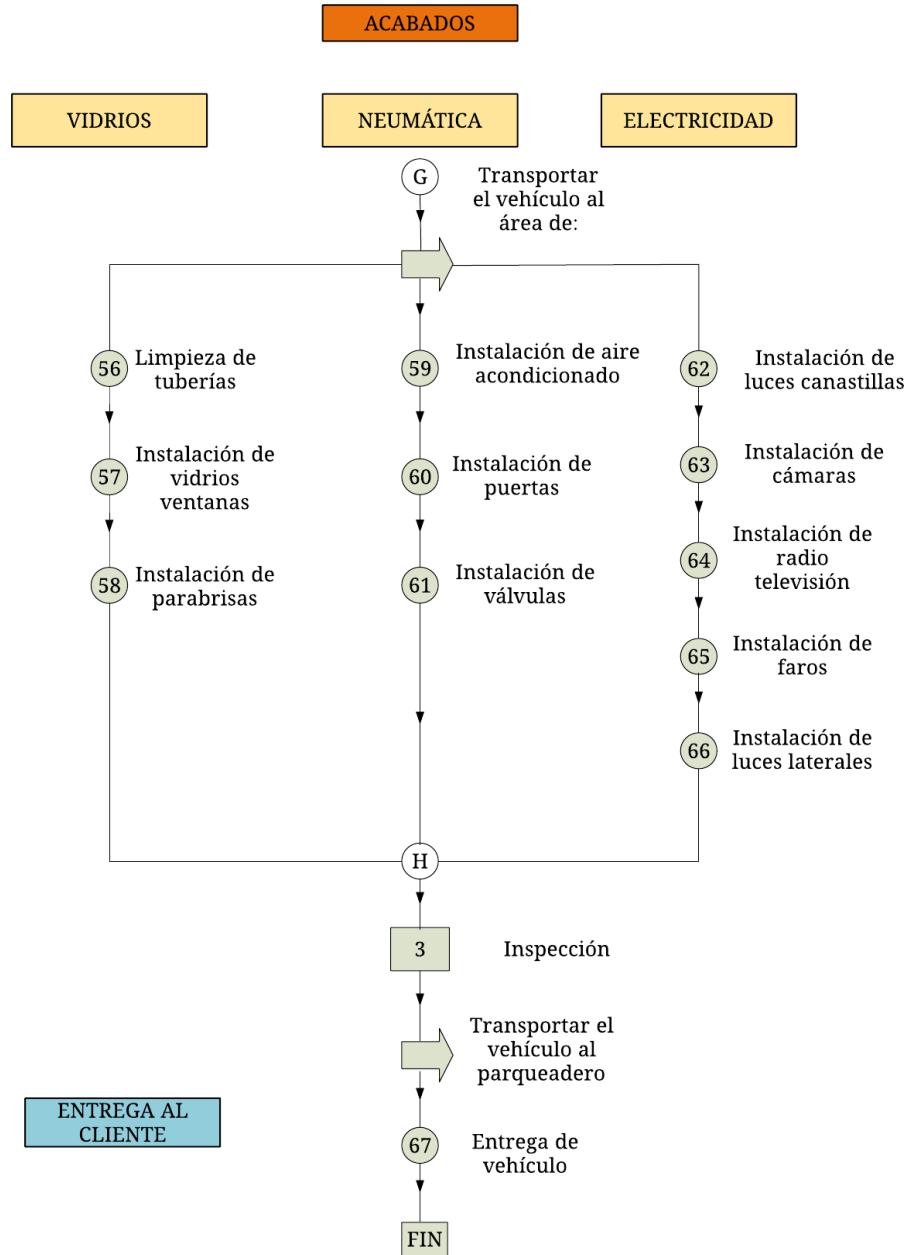 ACABADOS
VIDRIOS
NEUMÁTICA
ELECTRICIDAD
G
Transportar
el vehículo al
área de:
56
Limpieza de
tuberías
59
Instalación de aire
acondicionado
62
Instalación de
luces canastillas
57
Instalación de
vidrios
ventanas
60
Instalación de
puertas
63
Instalación de
cámaras
64
Instalación de
radio
televisión
58
Instalación de
parabrisas
61
Instalación de
válvulas
65
Instalación de
faros
66
Instalación de
luces laterales
H
3
Inspección
Transportar el
vehículo al
parqueadero
ENTREGA AL
CLIENTE
67
Entrega de
vehículo
FIN